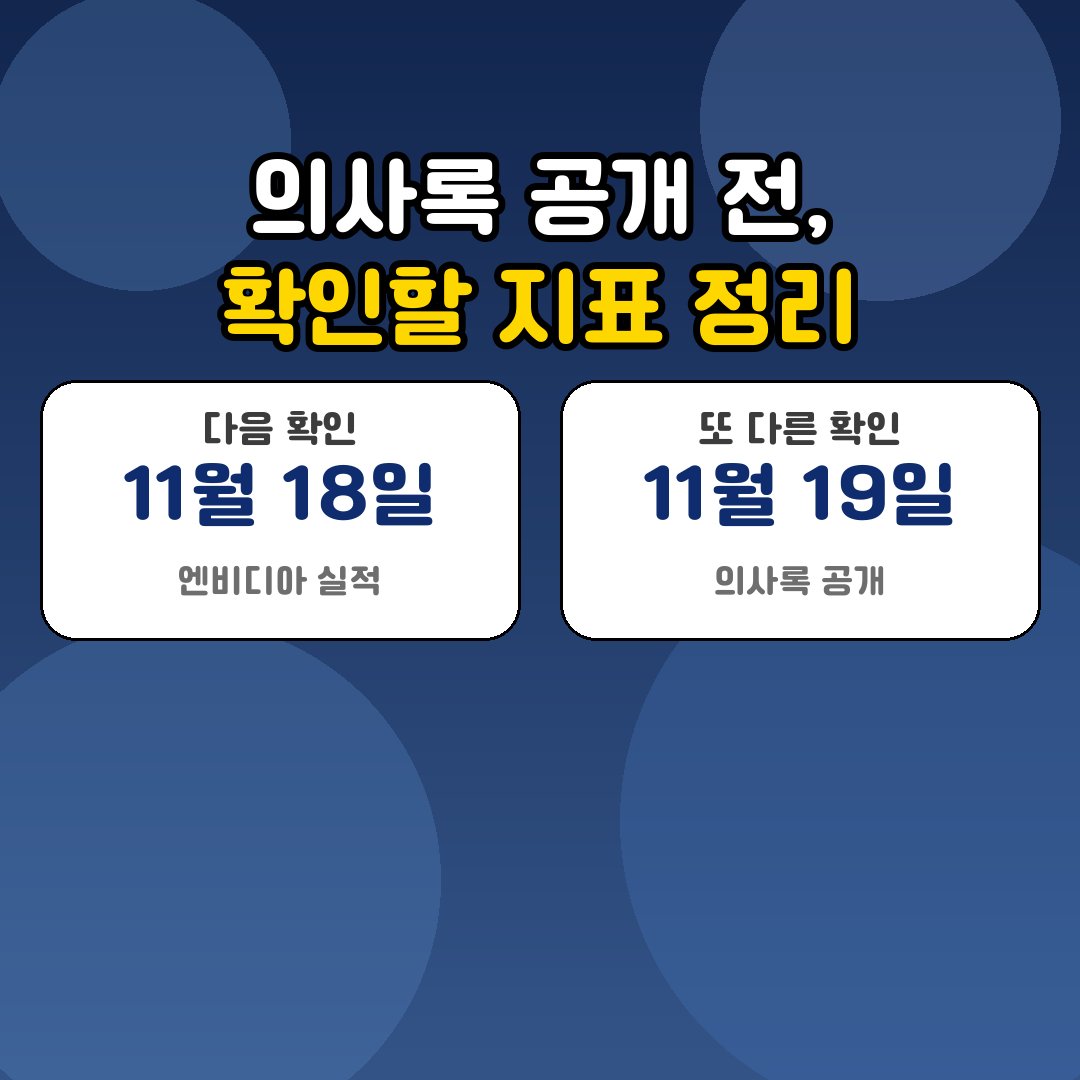 의사록 공개 전,
확인할 지표 정리
다음 확인
11월 18일
엔비디아 실적
또 다른 확인
11월 19일
의사록 공개